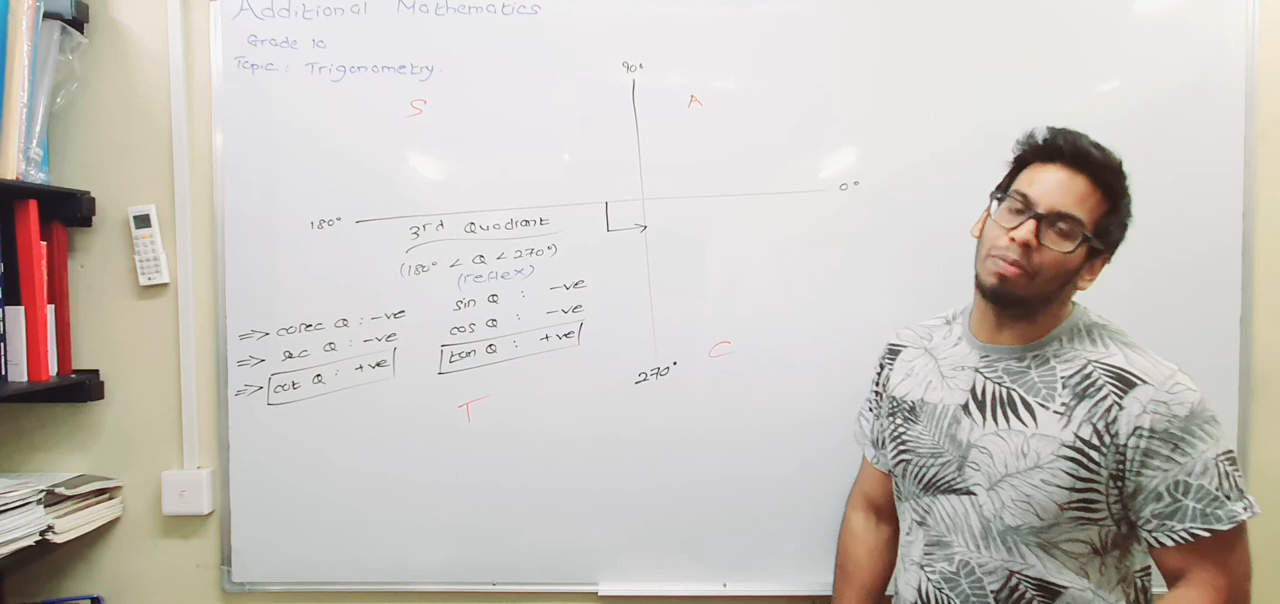 Additional Mathematics
Grade 10
Topic: Trigonometry.
90°
S
A
180°
0°
3rd Quadrant
(180° < Q < 270°)
(reflex)
sin Q : -ve
cos Q : -ve
tan Q : +ve
=> cosec Q : -ve
=> sec Q : -ve
=> cot Q : +ve
270°
C
T